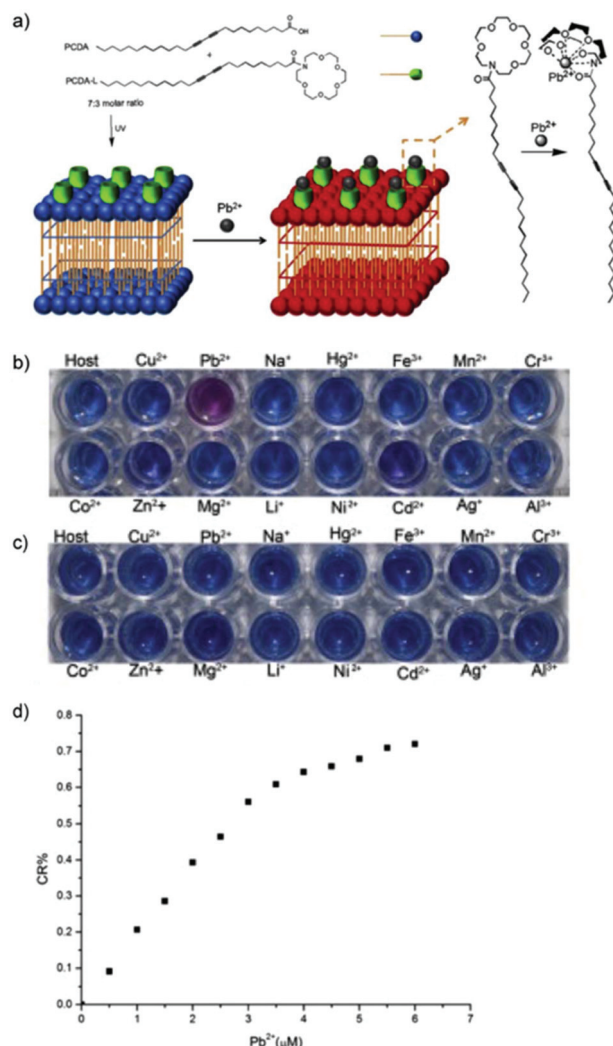 a)
PCDA
OH
O
+
PCDA-L
O
N
O
O
O
O
O
7:3 molar ratio
UV
Pb²⁺
O
O
O
O
O
N
O
Pb²⁺
Pb²⁺
O
N
b)
Host Cu²⁺ Pb²⁺ Na⁺ Hg²⁺ Fe³⁺ Mn²⁺ Cr³⁺
Co²⁺ Zn²⁺ Mg²⁺ Li⁺ Ni²⁺ Cd²⁺ Ag⁺ Al³⁺
c)
Host Cu²⁺ Pb²⁺ Na⁺ Hg²⁺ Fe³⁺ Mn²⁺ Cr³⁺
Co²⁺ Zn²⁺ Mg²⁺ Li⁺ Ni²⁺ Cd²⁺ Ag⁺ Al³⁺
d)
CR%
0.8
0.7
0.6
0.5
0.4
0.3
0.2
0.1
0.0
0 1 2 3 4 5 6 7
Pb²⁺(μM)